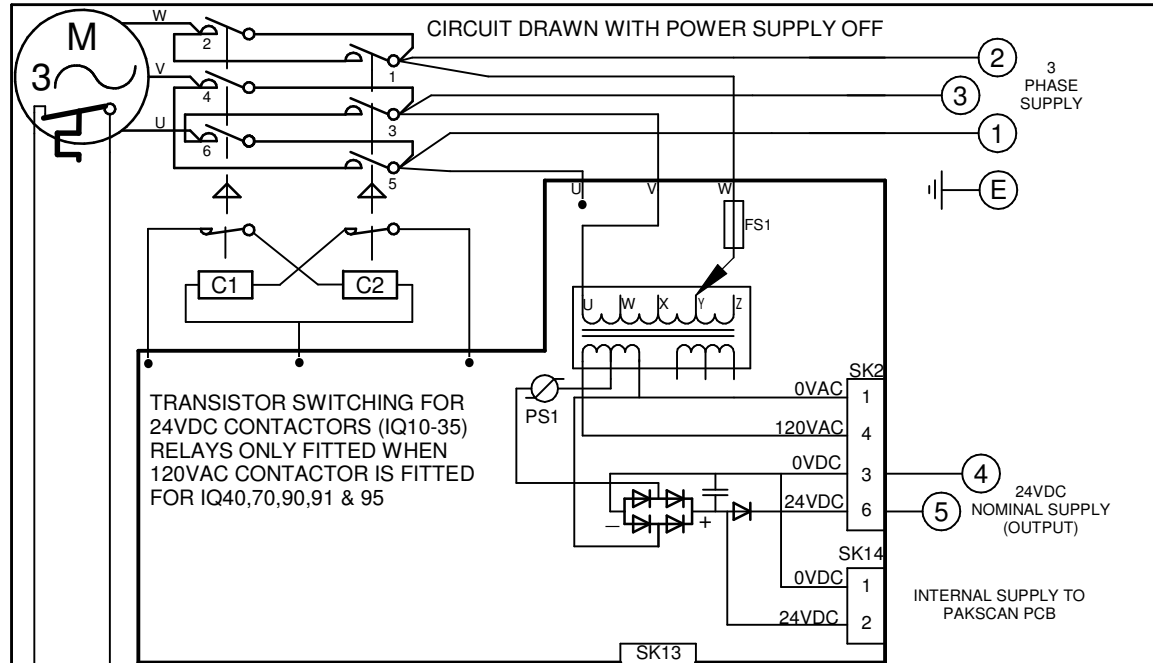 CIRCUIT DRAWN WITH POWER SUPPLY OFF
M
3
W
V
U
2
4
6
1
3
5
2
3
1
E
3
PHASE
SUPPLY
U
V
W
FS1
C1
C2
U W X Y Z
PS1
TRANSISTOR SWITCHING FOR
24VDC CONTACTORS (IQ10-35)
RELAYS ONLY FITTED WHEN
120VAC CONTACTOR IS FITTED
FOR IQ40,70,90,91 & 95
SK2
0VAC 1
120VAC 4
0VDC 3
24VDC 6
4
5
24VDC
NOMINAL SUPPLY
(OUTPUT)
–
+
SK14
0VDC 1
24VDC 2
INTERNAL SUPPLY TO
PAKSCAN PCB
SK13